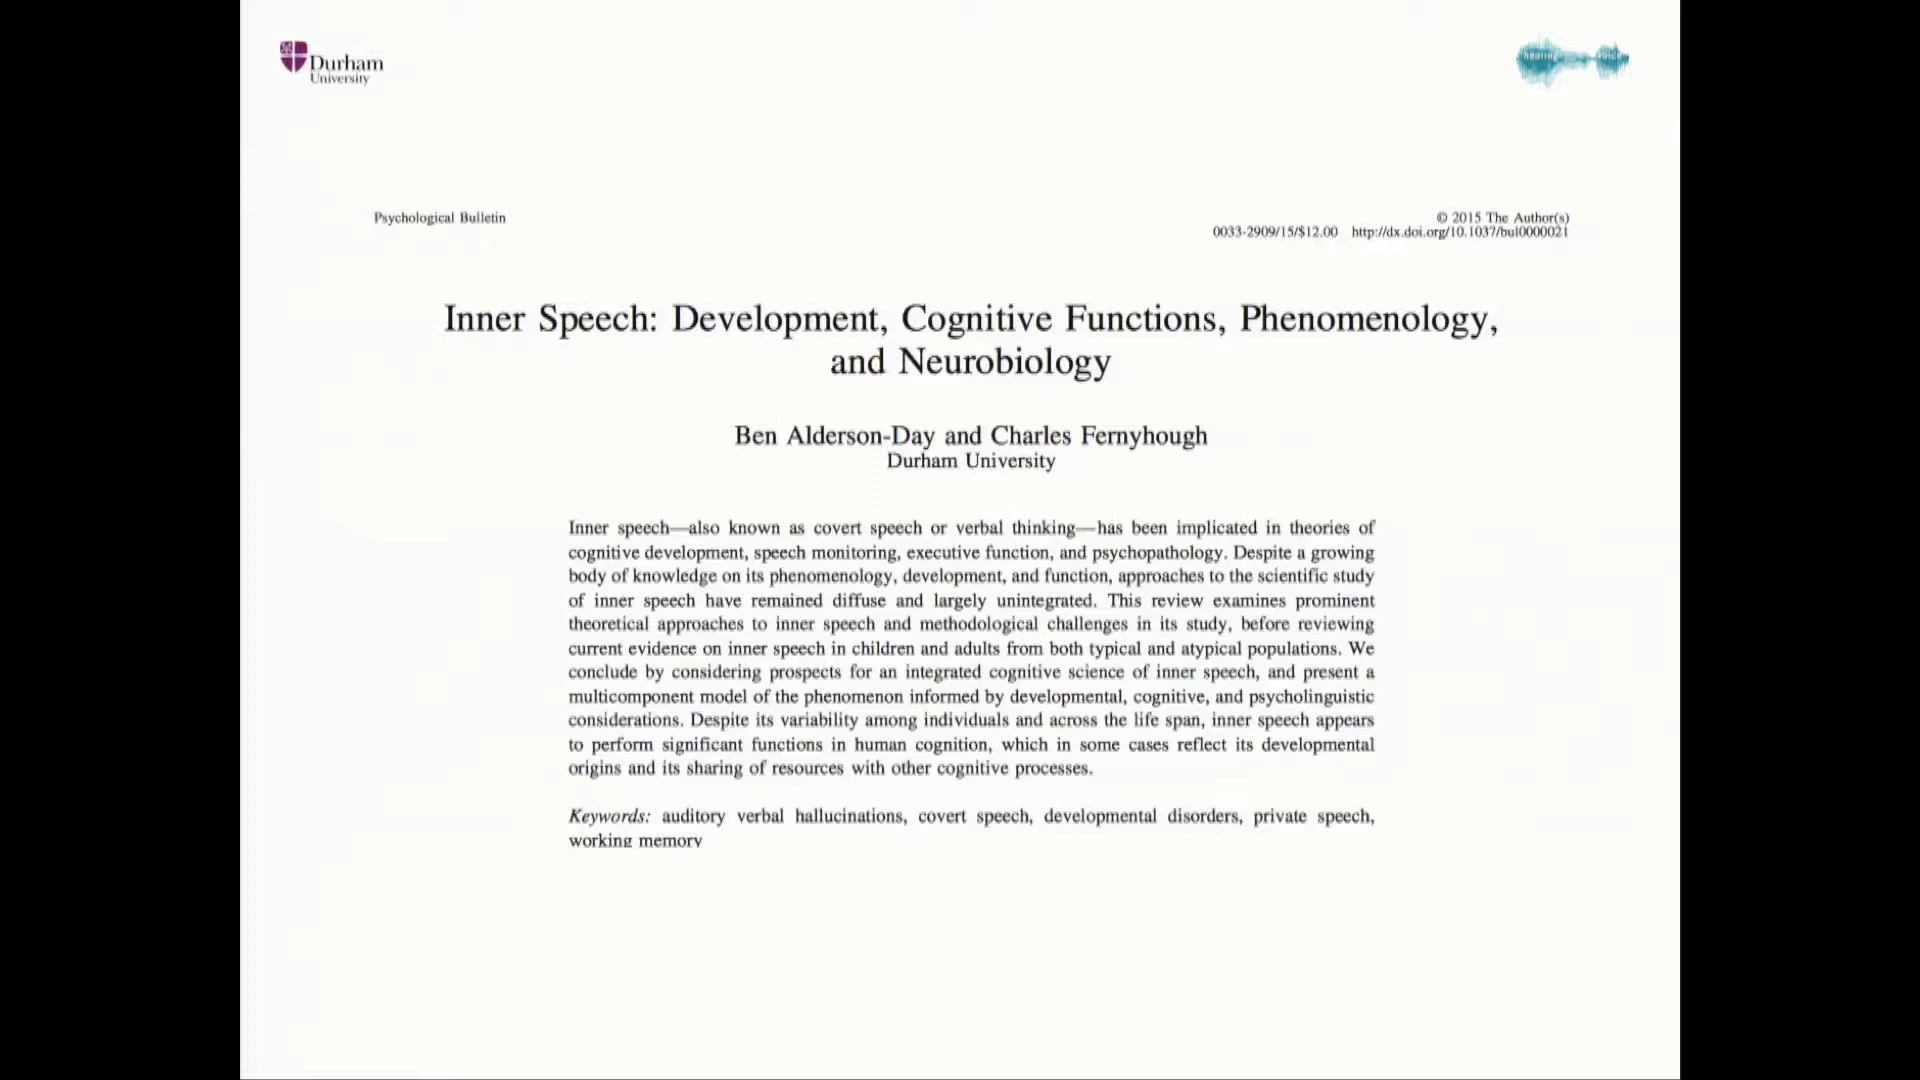 Durham
University
hearing the voice
Psychological Bulletin
© 2015 The Author(s)
0033-2909/15/$12.00 http://dx.doi.org/10.1037/bul0000021
Inner Speech: Development, Cognitive Functions, Phenomenology,
and Neurobiology
Ben Alderson-Day and Charles Fernyhough
Durham University
Inner speech—also known as covert speech or verbal thinking—has been implicated in theories of
cognitive development, speech monitoring, executive function, and psychopathology. Despite a growing
body of knowledge on its phenomenology, development, and function, approaches to the scientific study
of inner speech have remained diffuse and largely unintegrated. This review examines prominent
theoretical approaches to inner speech and methodological challenges in its study, before reviewing
current evidence on inner speech in children and adults from both typical and atypical populations. We
conclude by considering prospects for an integrated cognitive science of inner speech, and present a
multicomponent model of the phenomenon informed by developmental, cognitive, and psycholinguistic
considerations. Despite its variability among individuals and across the life span, inner speech appears
to perform significant functions in human cognition, which in some cases reflect its developmental
origins and its sharing of resources with other cognitive processes.
Keywords: auditory verbal hallucinations, covert speech, developmental disorders, private speech,
working memory